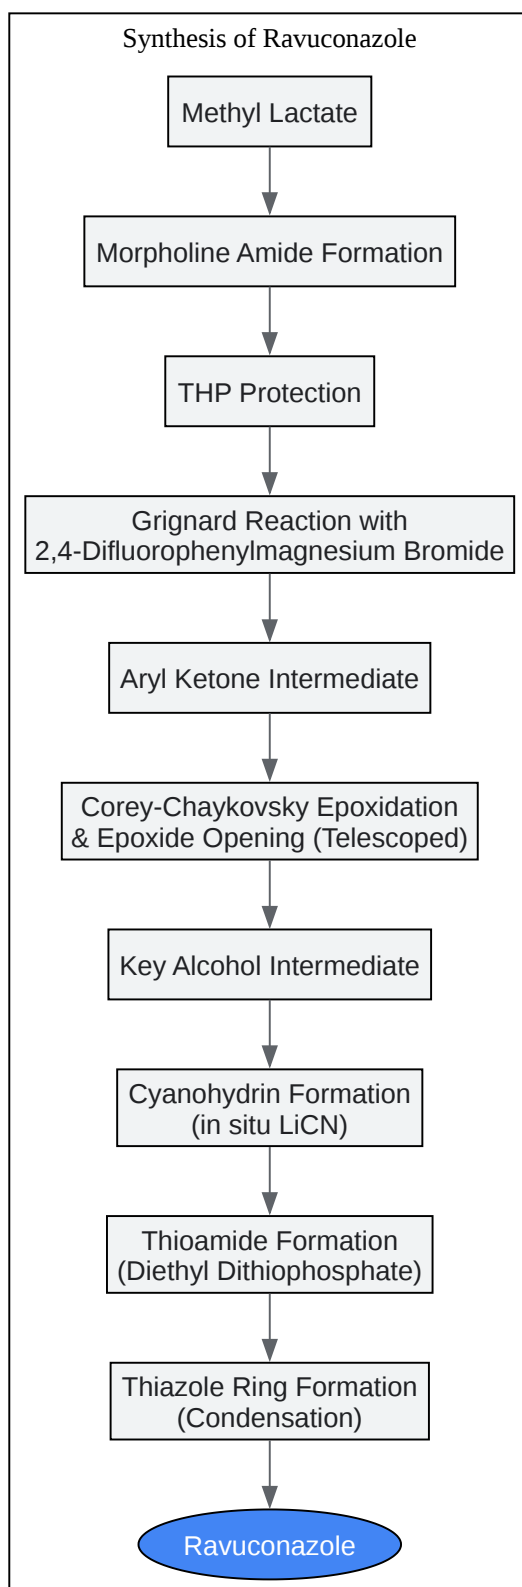 Synthesis of Ravuconazole
Methyl Lactate
Morpholine Amide Formation
THP Protection
Grignard Reaction with
2,4-Difluorophenylmagnesium Bromide
Aryl Ketone Intermediate
Corey-Chaykovsky Epoxidation
& Epoxide Opening (Telescoped)
Key Alcohol Intermediate
Cyanohydrin Formation
(in situ LiCN)
Thioamide Formation
(Diethyl Dithiophosphate)
Thiazole Ring Formation
(Condensation)
Ravuconazole